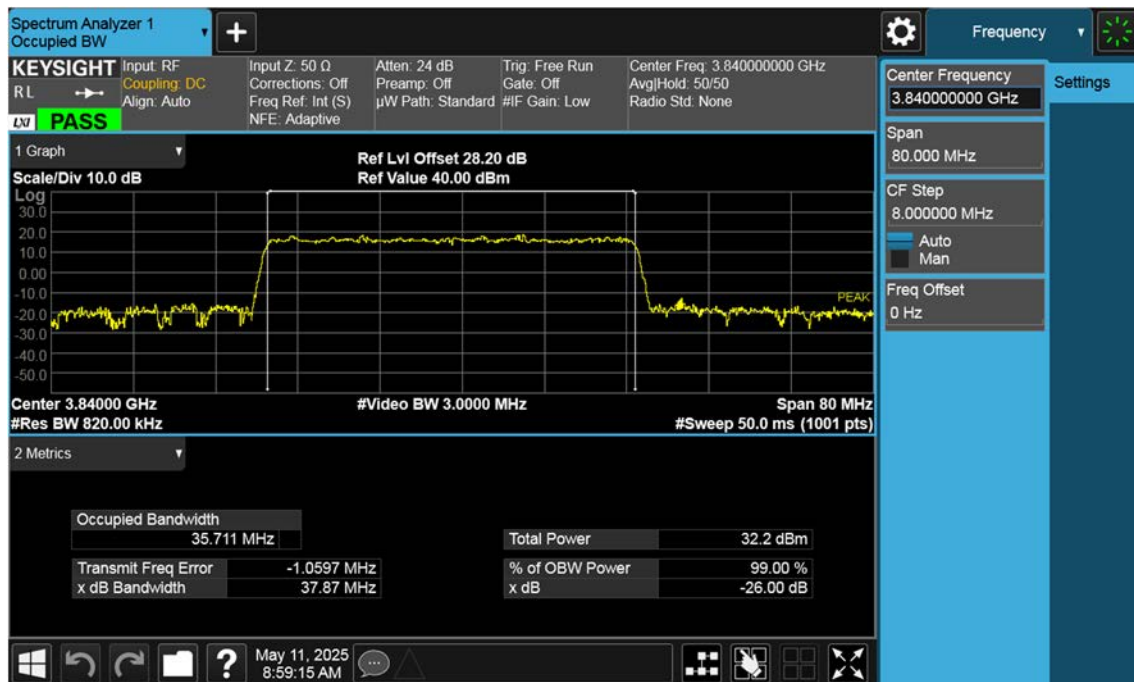 Spectrum Analyzer 1
Occupied BW
+
Frequency
KEYSIGHT
RL
LXI
PASS
Input: RF
Coupling: DC
Align: Auto
Input Z: 50 Ω
Corrections: Off
Freq Ref: Int (S)
NFE: Adaptive
Atten: 24 dB
Preamp: Off
µW Path: Standard
Trig: Free Run
Gate: Off
#IF Gain: Low
Center Freq: 3.840000000 GHz
Avg|Hold: 50/50
Radio Std: None
Center Frequency
3.840000000 GHz
Settings
Span
80.000 MHz
CF Step
8.000000 MHz
Auto
Man
Freq Offset
0 Hz
1 Graph
Scale/Div 10.0 dB
Ref Lvl Offset 28.20 dB
Ref Value 40.00 dBm
Log
30.0
20.0
10.0
0.00
-10.0
-20.0
-30.0
-40.0
-50.0
PEAK
Center 3.84000 GHz
#Video BW 3.0000 MHz
Span 80 MHz
#Res BW 820.00 kHz
#Sweep 50.0 ms (1001 pts)
2 Metrics
Occupied Bandwidth
35.711 MHz
Total Power 32.2 dBm
Transmit Freq Error -1.0597 MHz
% of OBW Power 99.00 %
x dB Bandwidth 37.87 MHz
x dB -26.00 dB
?
May 11, 2025
8:59:15 AM